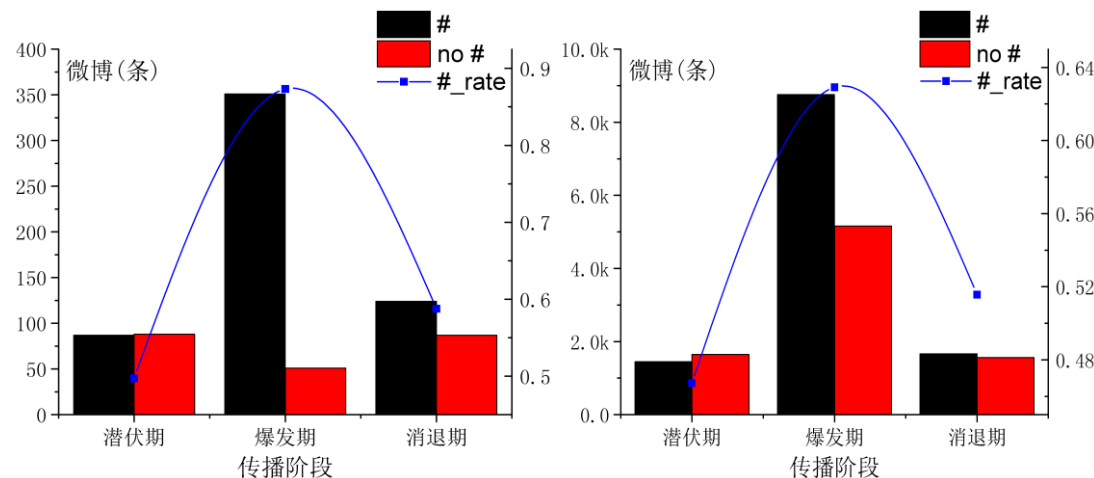 #
no #
#_rate
微博(条)
400
350
300
250
200
150
100
50
0
0.9
0.8
0.7
0.6
0.5
潜伏期 爆发期 消退期
传播阶段
#
no #
#_rate
微博(条)
10.0k
8.0k
6.0k
4.0k
2.0k
0.0
0.64
0.60
0.56
0.52
0.48
潜伏期 爆发期 消退期
传播阶段